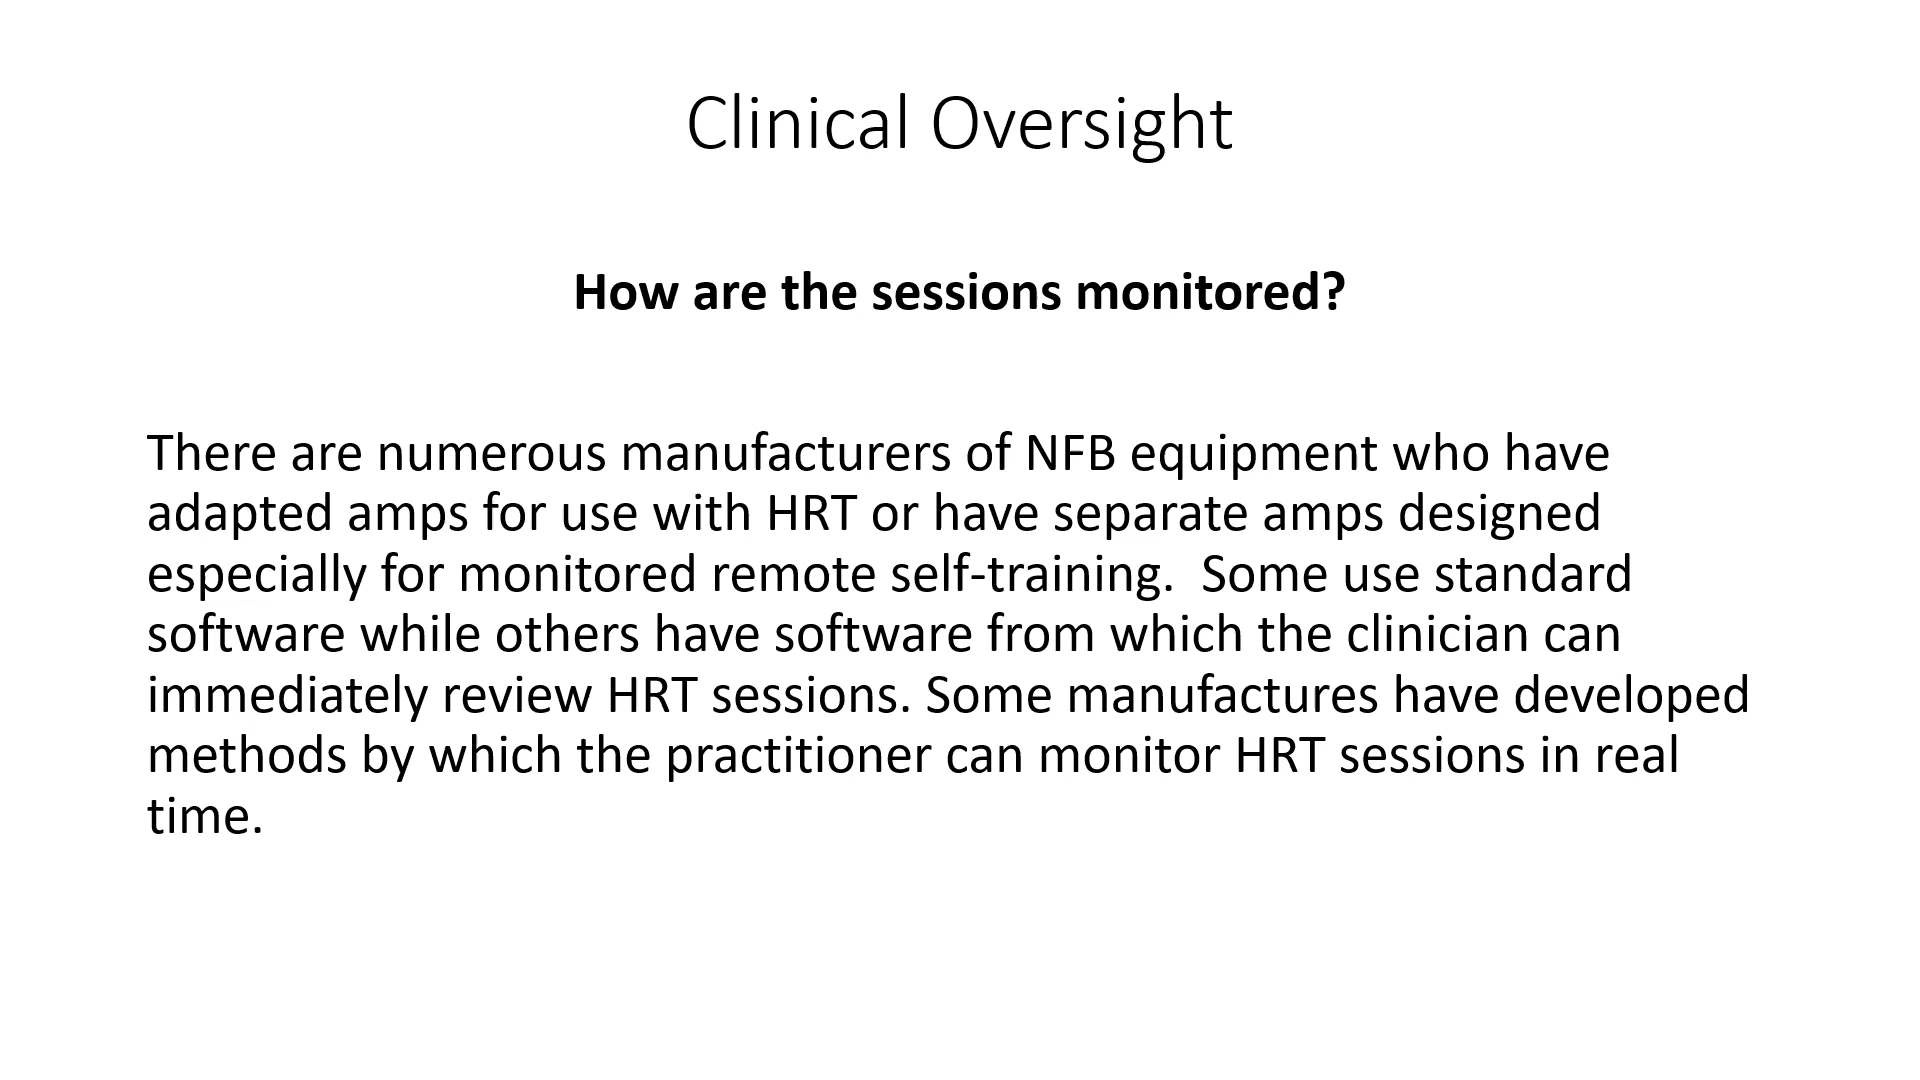 Clinical Oversight
How are the sessions monitored?
There are numerous manufacturers of NFB equipment who have
adapted amps for use with HRT or have separate amps designed
especially for monitored remote self-training.  Some use standard
software while others have software from which the clinician can
immediately review HRT sessions. Some manufactures have developed
methods by which the practitioner can monitor HRT sessions in real
time.